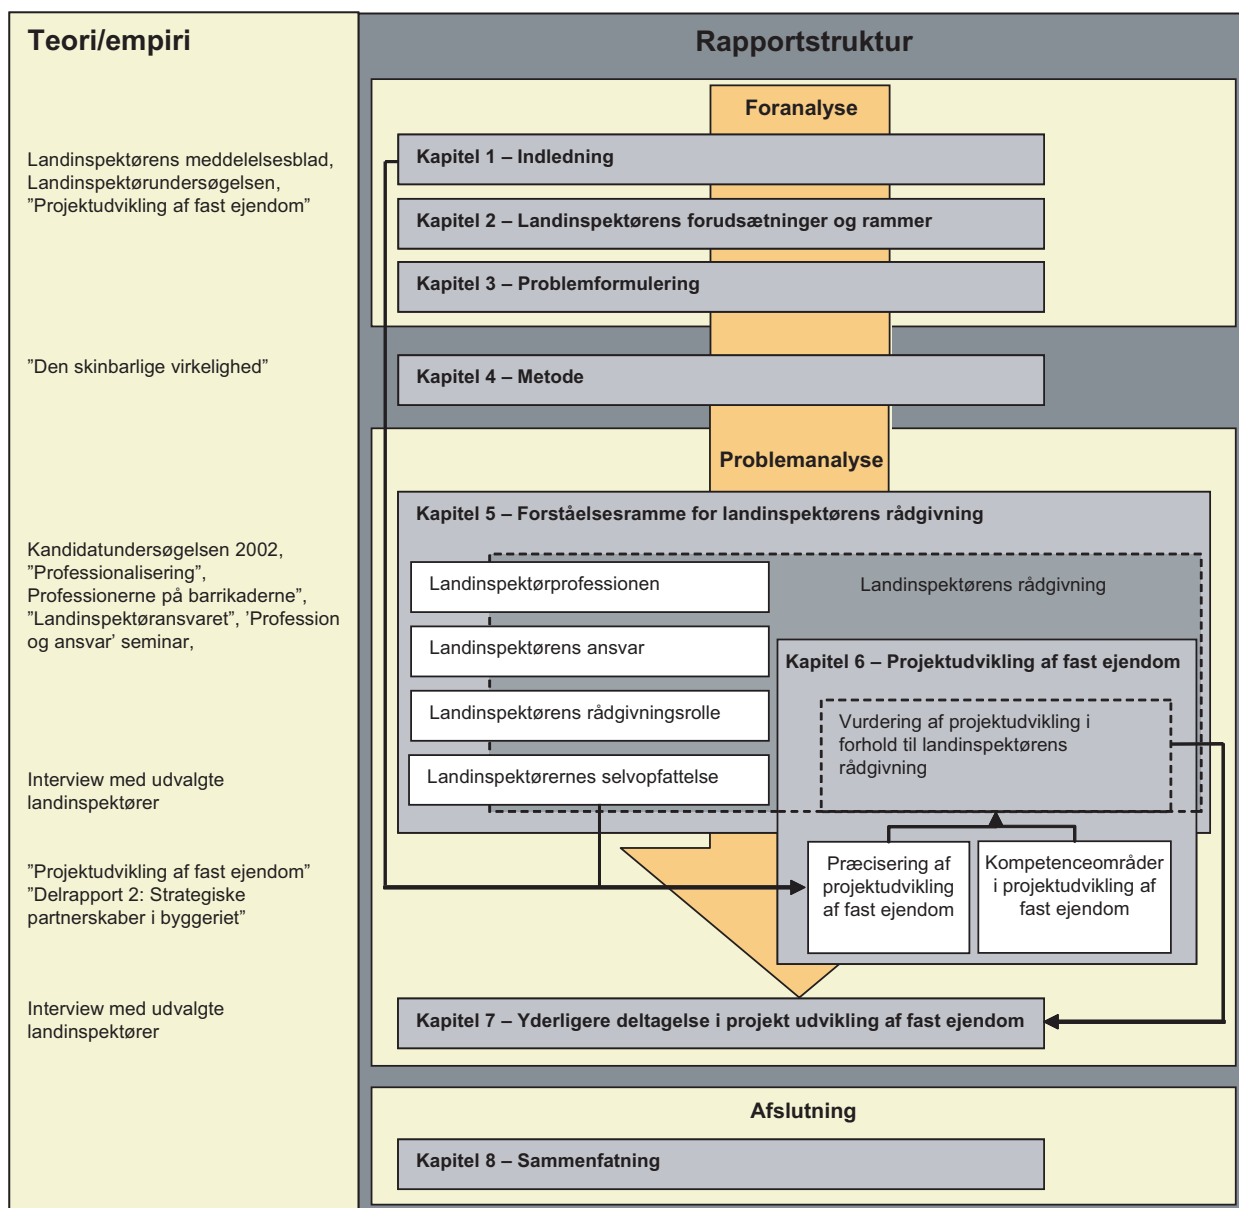 Teori/empiri
Landinspektørens meddelelsesblad,
Landinspektørundersøgelsen,
”Projektudvikling af fast ejendom”
”Den skinbarlige virkelighed”
Kandidatundersøgelsen 2002,
”Professionalisering”,
Professionerne på barrikaderne”,
”Landinspektøransvaret”, ’Profession
og ansvar’ seminar,
Interview med udvalgte
landinspektører
”Projektudvikling af fast ejendom”
”Delrapport 2: Strategiske
partnerskaber i byggeriet”
Interview med udvalgte
landinspektører
Rapportstruktur
Foranalyse
Kapitel 1 – Indledning
Kapitel 2 – Landinspektørens forudsætninger og rammer
Kapitel 3 – Problemformulering
Kapitel 4 – Metode
Problemanalyse
Kapitel 5 – Forståelsesramme for landinspektørens rådgivning
Landinspektørprofessionen
Landinspektørens ansvar
Landinspektørens rådgivningsrolle
Landinspektørernes selvopfattelse
Landinspektørens rådgivning
Kapitel 6 – Projektudvikling af fast ejendom
Vurdering af projektudvikling i
forhold til landinspektørens
rådgivning
Præcisering af
projektudvikling
af fast ejendom
Kompetenceområder
i projektudvikling af
fast ejendom
Kapitel 7 – Yderligere deltagelse i projekt udvikling af fast ejendom
Afslutning
Kapitel 8 – Sammenfatning